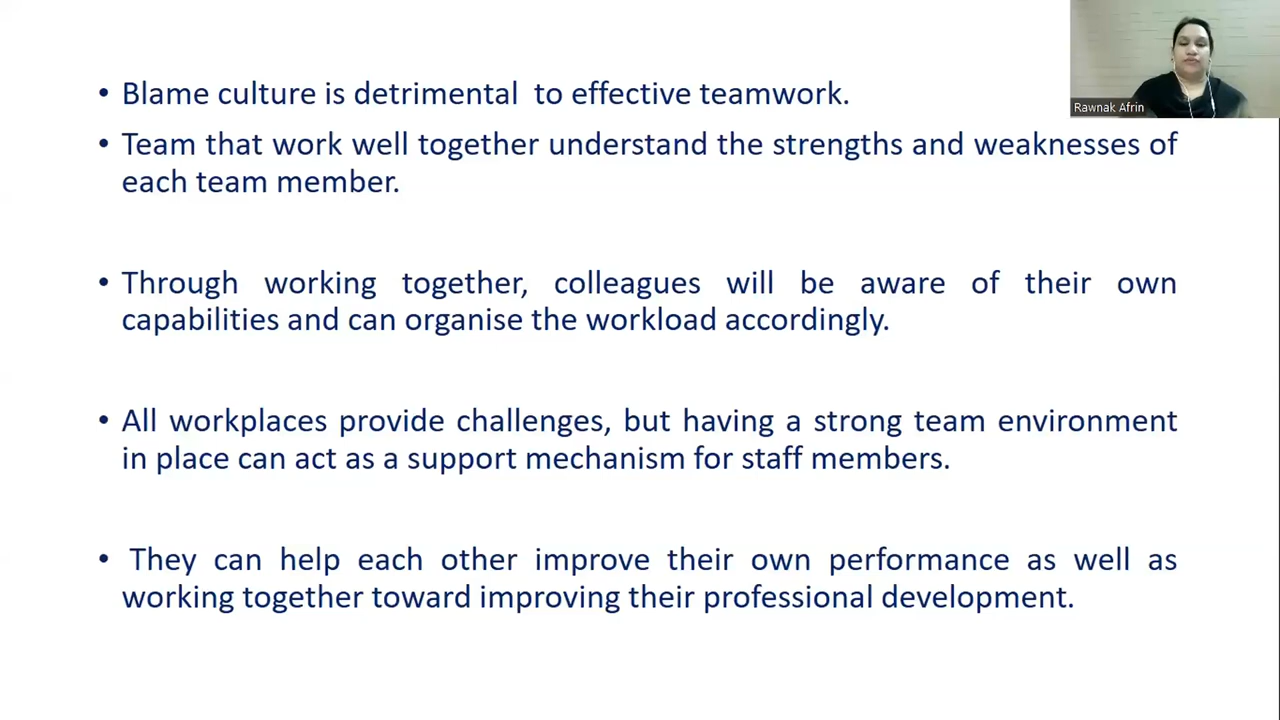 • Blame culture is detrimental  to effective teamwork.
• Team that work well together understand the strengths and weaknesses of
each team member.
• Through working together, colleagues will be aware of their own
capabilities and can organise the workload accordingly.
• All workplaces provide challenges, but having a strong team environment
in place can act as a support mechanism for staff members.
• They can help each other improve their own performance as well as
working together toward improving their professional development.
Rawnak Afrin